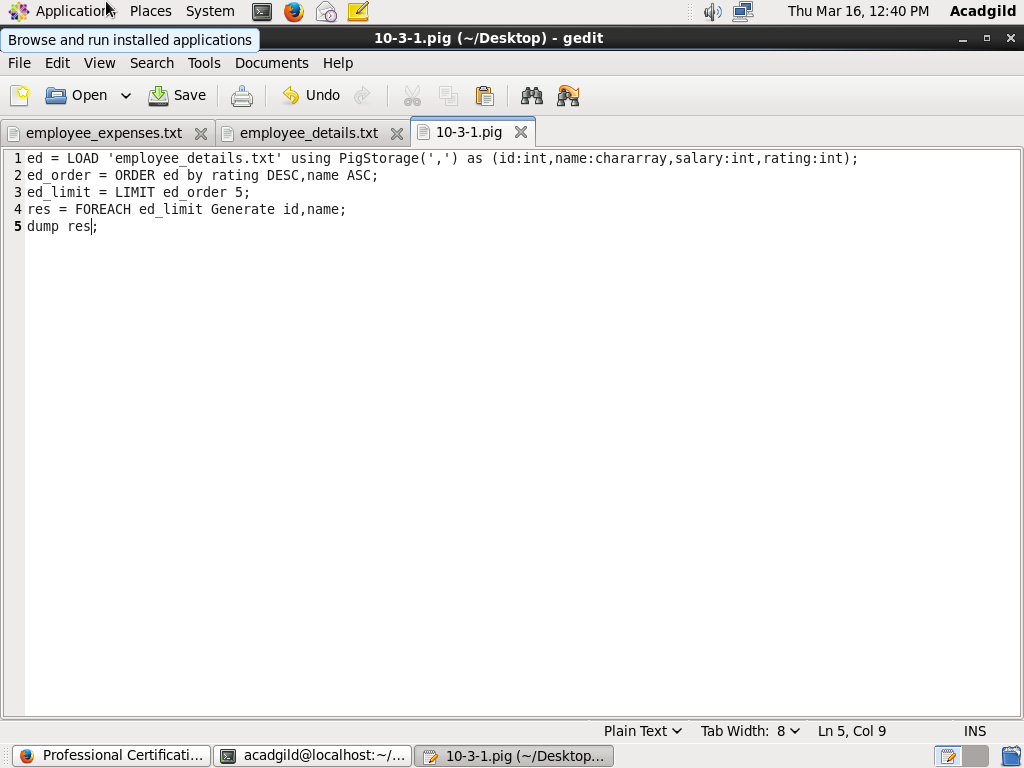 Applications Places System Thu Mar 16, 12:40 PM Acadgild
Browse and run installed applications
10-3-1.pig (~/Desktop) - gedit
File Edit View Search Tools Documents Help
Open Save Undo
employee_expenses.txt employee_details.txt 10-3-1.pig
1 ed = LOAD 'employee_details.txt' using PigStorage(',') as (id:int,name:chararray,salary:int,rating:int);
2 ed_order = ORDER ed by rating DESC,name ASC;
3 ed_limit = LIMIT ed_order 5;
4 res = FOREACH ed_limit Generate id,name;
5 dump res;
Plain Text Tab Width: 8 Ln 5, Col 9 INS
Professional Certificati... acadgild@localhost:~/... 10-3-1.pig (~/Desktop...